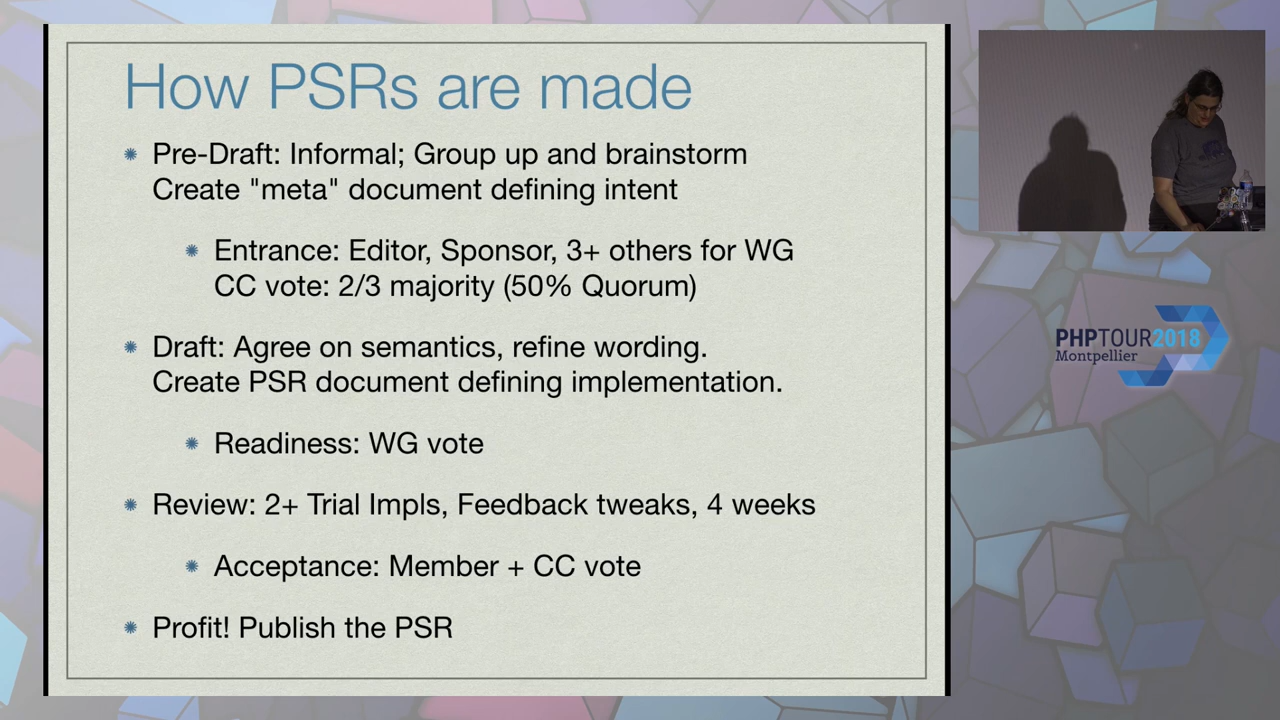 How PSRs are made
Pre-Draft: Informal; Group up and brainstorm
Create "meta" document defining intent
Entrance: Editor, Sponsor, 3+ others for WG
CC vote: 2/3 majority (50% Quorum)
Draft: Agree on semantics, refine wording.
Create PSR document defining implementation.
Readiness: WG vote
Review: 2+ Trial Impls, Feedback tweaks, 4 weeks
Acceptance: Member + CC vote
Profit! Publish the PSR
PHPTOUR2018
Montpellier